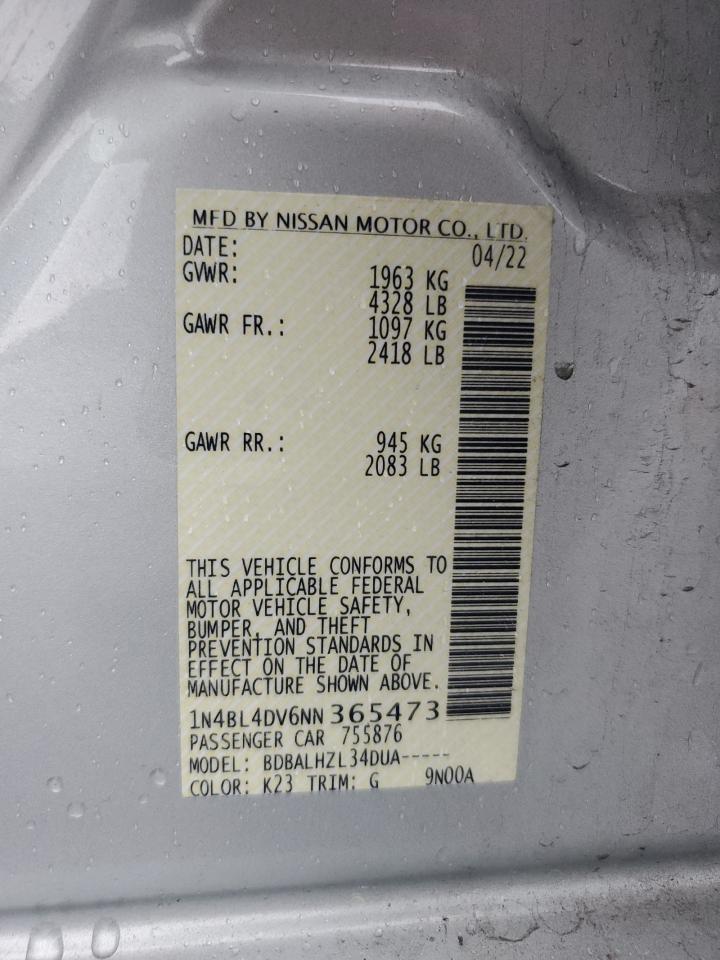 MFD BY NISSAN MOTOR CO., LTD.
DATE: 04/22
GVWR: 1963 KG
4328 LB
GAWR FR.: 1097 KG
2418 LB
GAWR RR.: 945 KG
2083 LB
THIS VEHICLE CONFORMS TO
ALL APPLICABLE FEDERAL
MOTOR VEHICLE SAFETY,
BUMPER, AND THEFT
PREVENTION STANDARDS IN
EFFECT ON THE DATE OF
MANUFACTURE SHOWN ABOVE.
1N4BL4DV6NN 365473
PASSENGER CAR 755876
MODEL: BDBALHZL34DUA-----
COLOR: K23 TRIM: G 9N00A